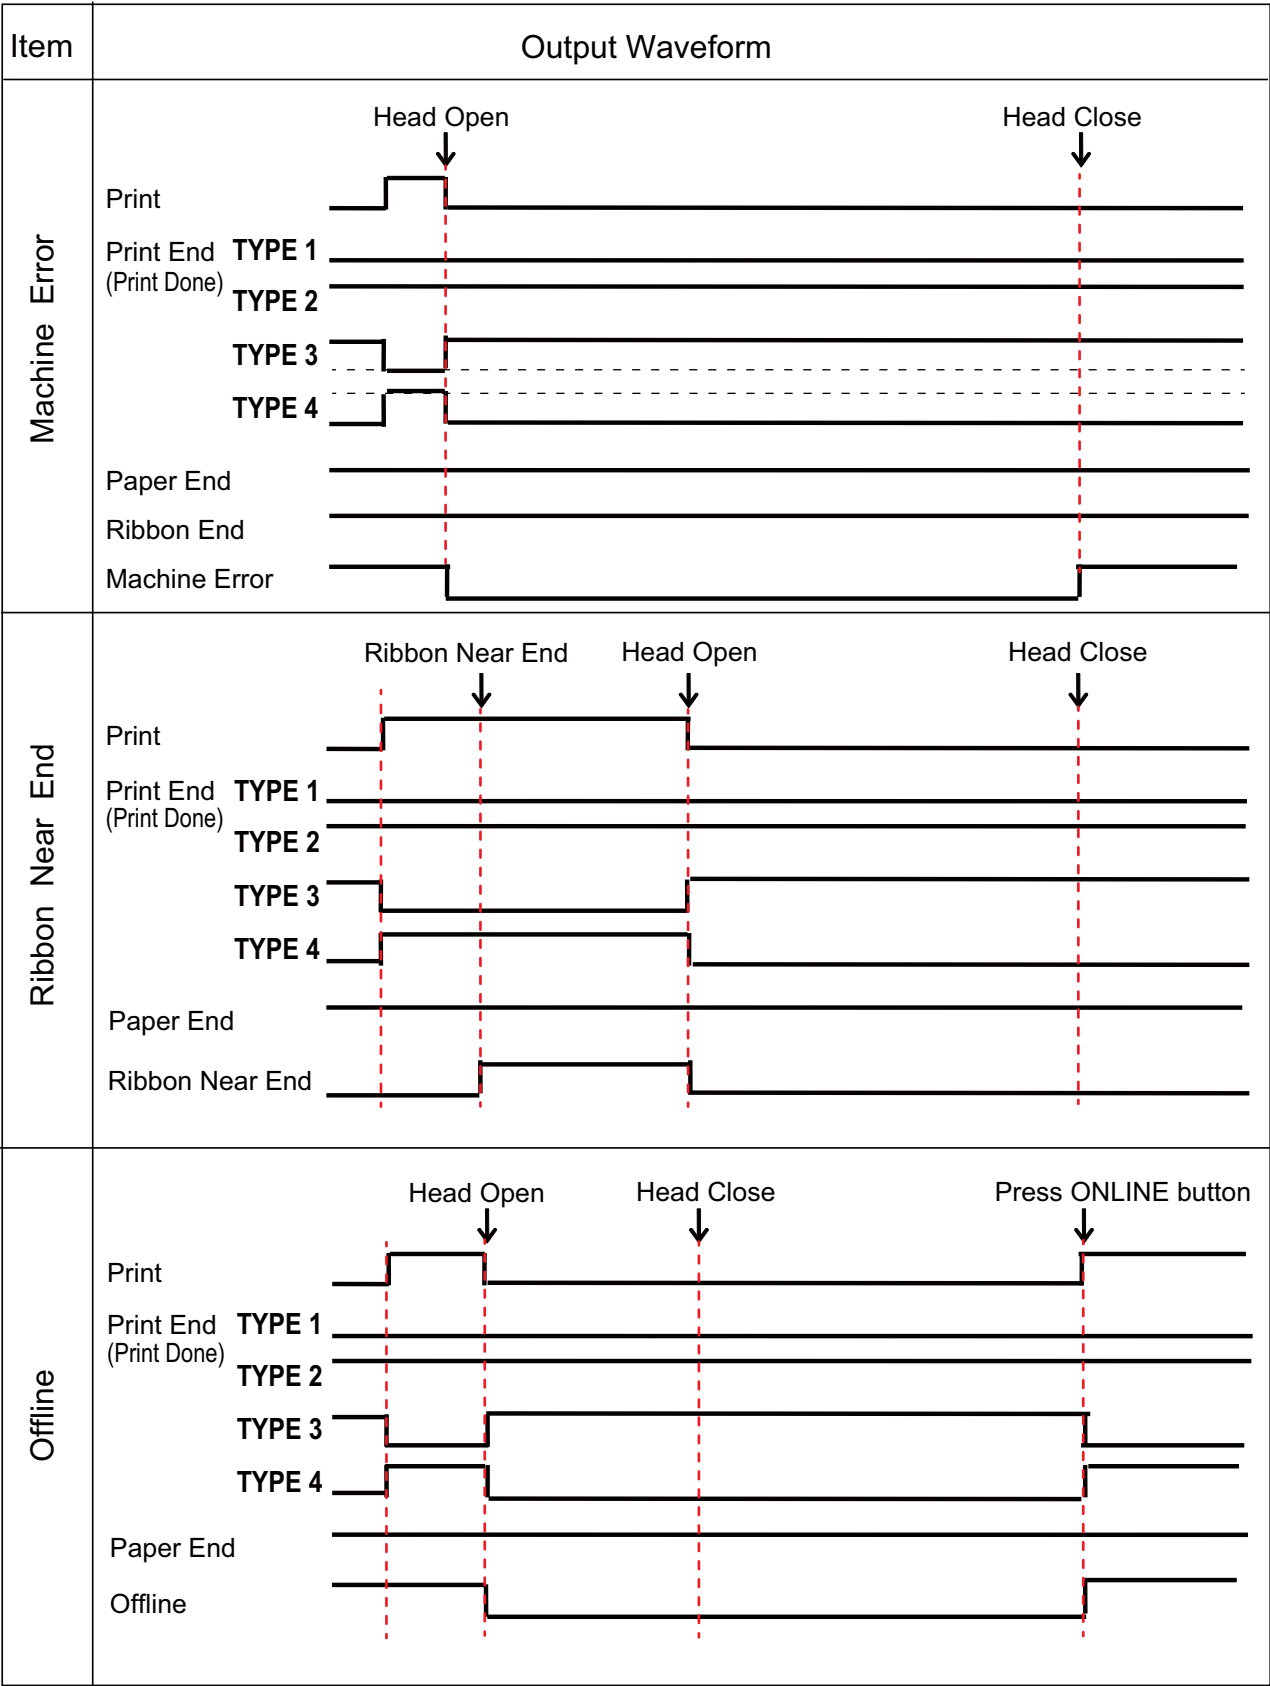 Item
Output Waveform
Machine Error
Head Open
Head Close
Print
Print End TYPE 1
(Print Done)
TYPE 2
TYPE 3
TYPE 4
Paper End
Ribbon End
Machine Error
Ribbon Near End
Ribbon Near End
Head Open
Head Close
Print
Print End TYPE 1
(Print Done)
TYPE 2
TYPE 3
TYPE 4
Paper End
Ribbon Near End
Offline
Head Open
Head Close
Press ONLINE button
Print
Print End TYPE 1
(Print Done)
TYPE 2
TYPE 3
TYPE 4
Paper End
Offline